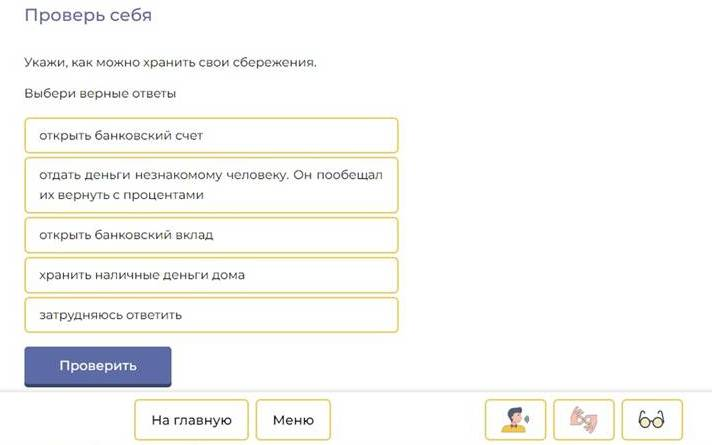 Проверь себя
Укажи, как можно хранить свои сбережения.
Выбери верные ответы
открыть банковский счет
отдать деньги незнакомому человеку. Он пообещал
их вернуть с процентами
открыть банковский вклад
хранить наличные деньги дома
затрудняюсь ответить
Проверить
На главную
Меню